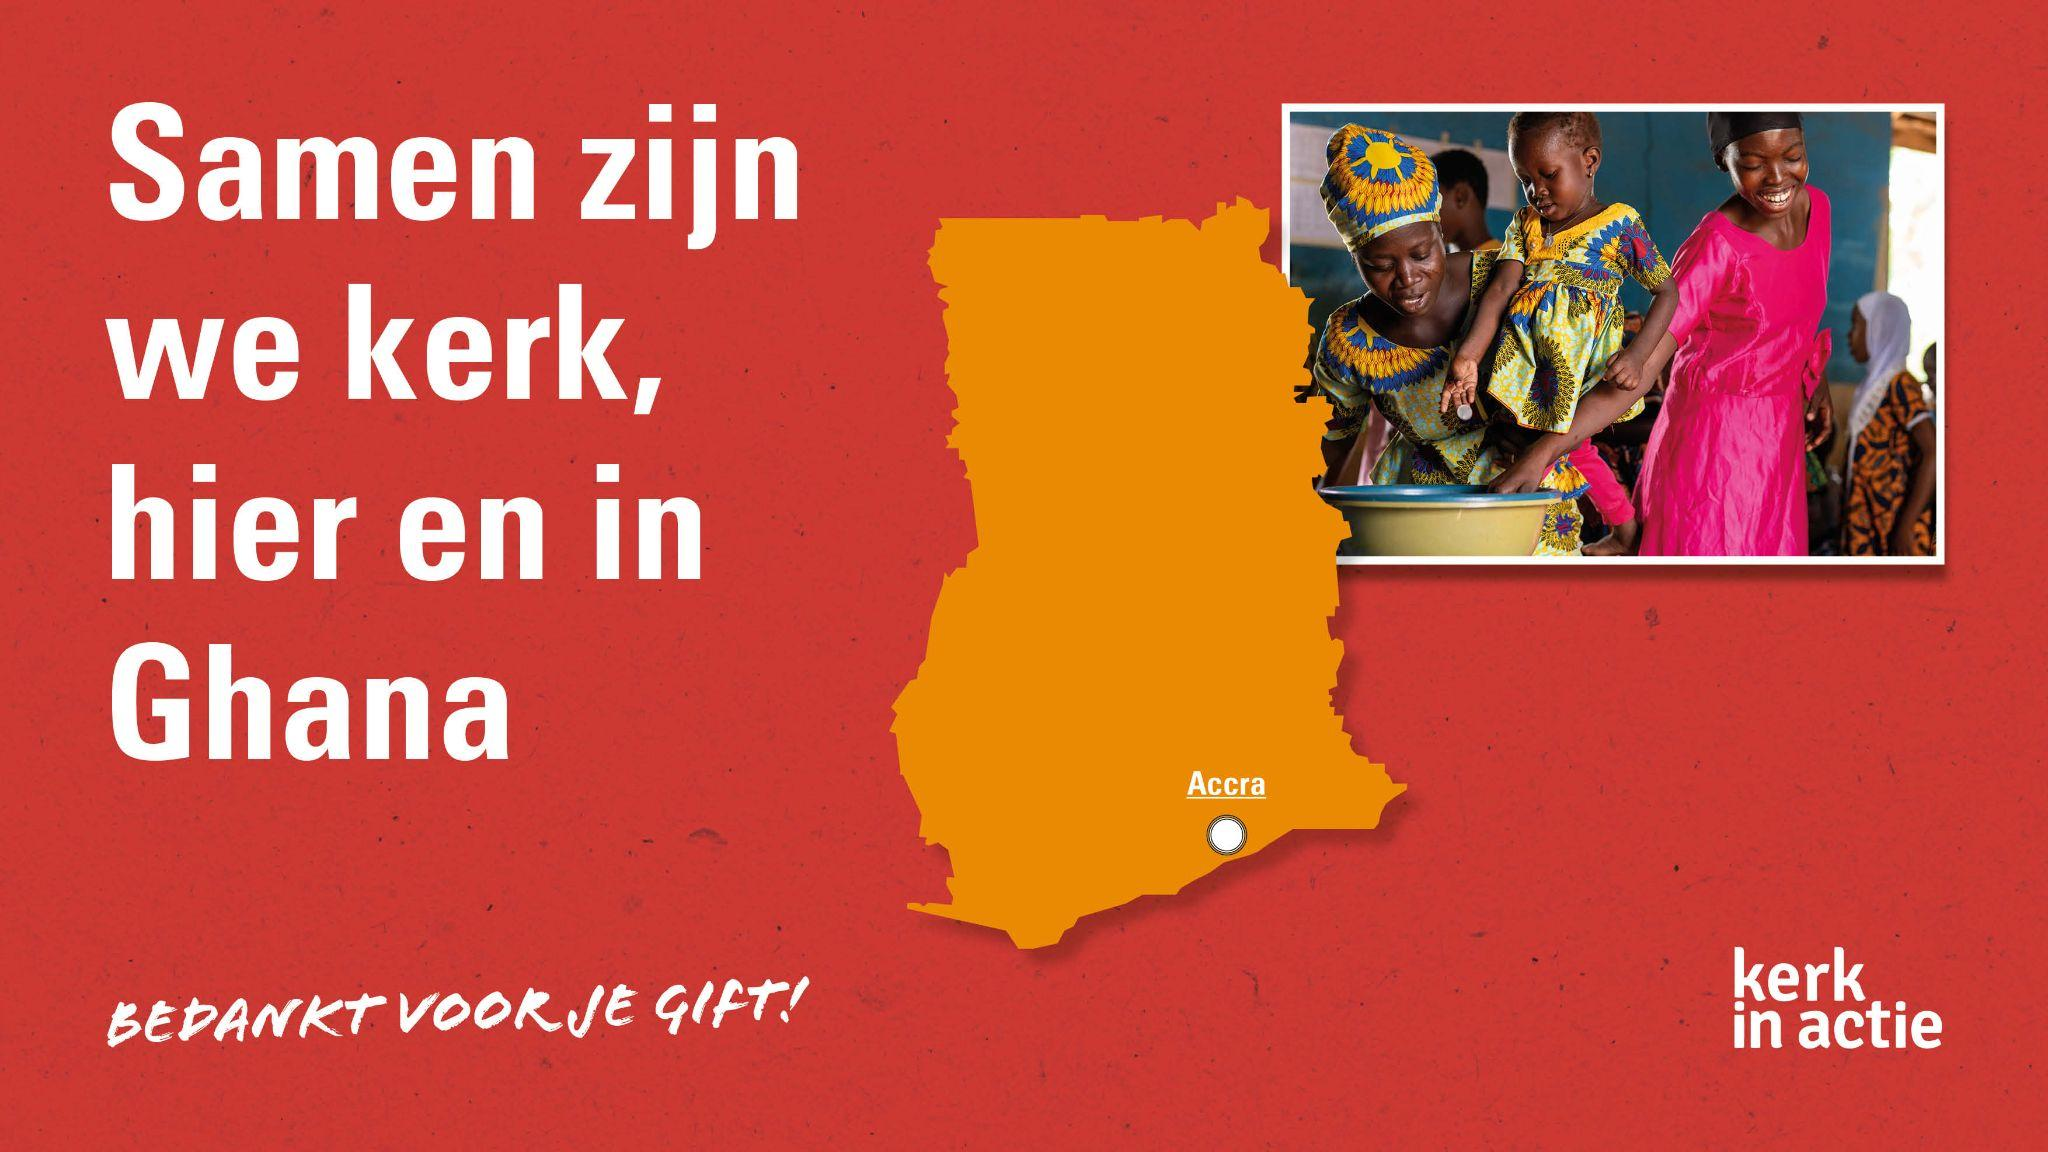 Samen zijn
we kerk,
hier en in
Ghana
Accra
BEDANKT VOOR JE GIFT!
kerk
in actie